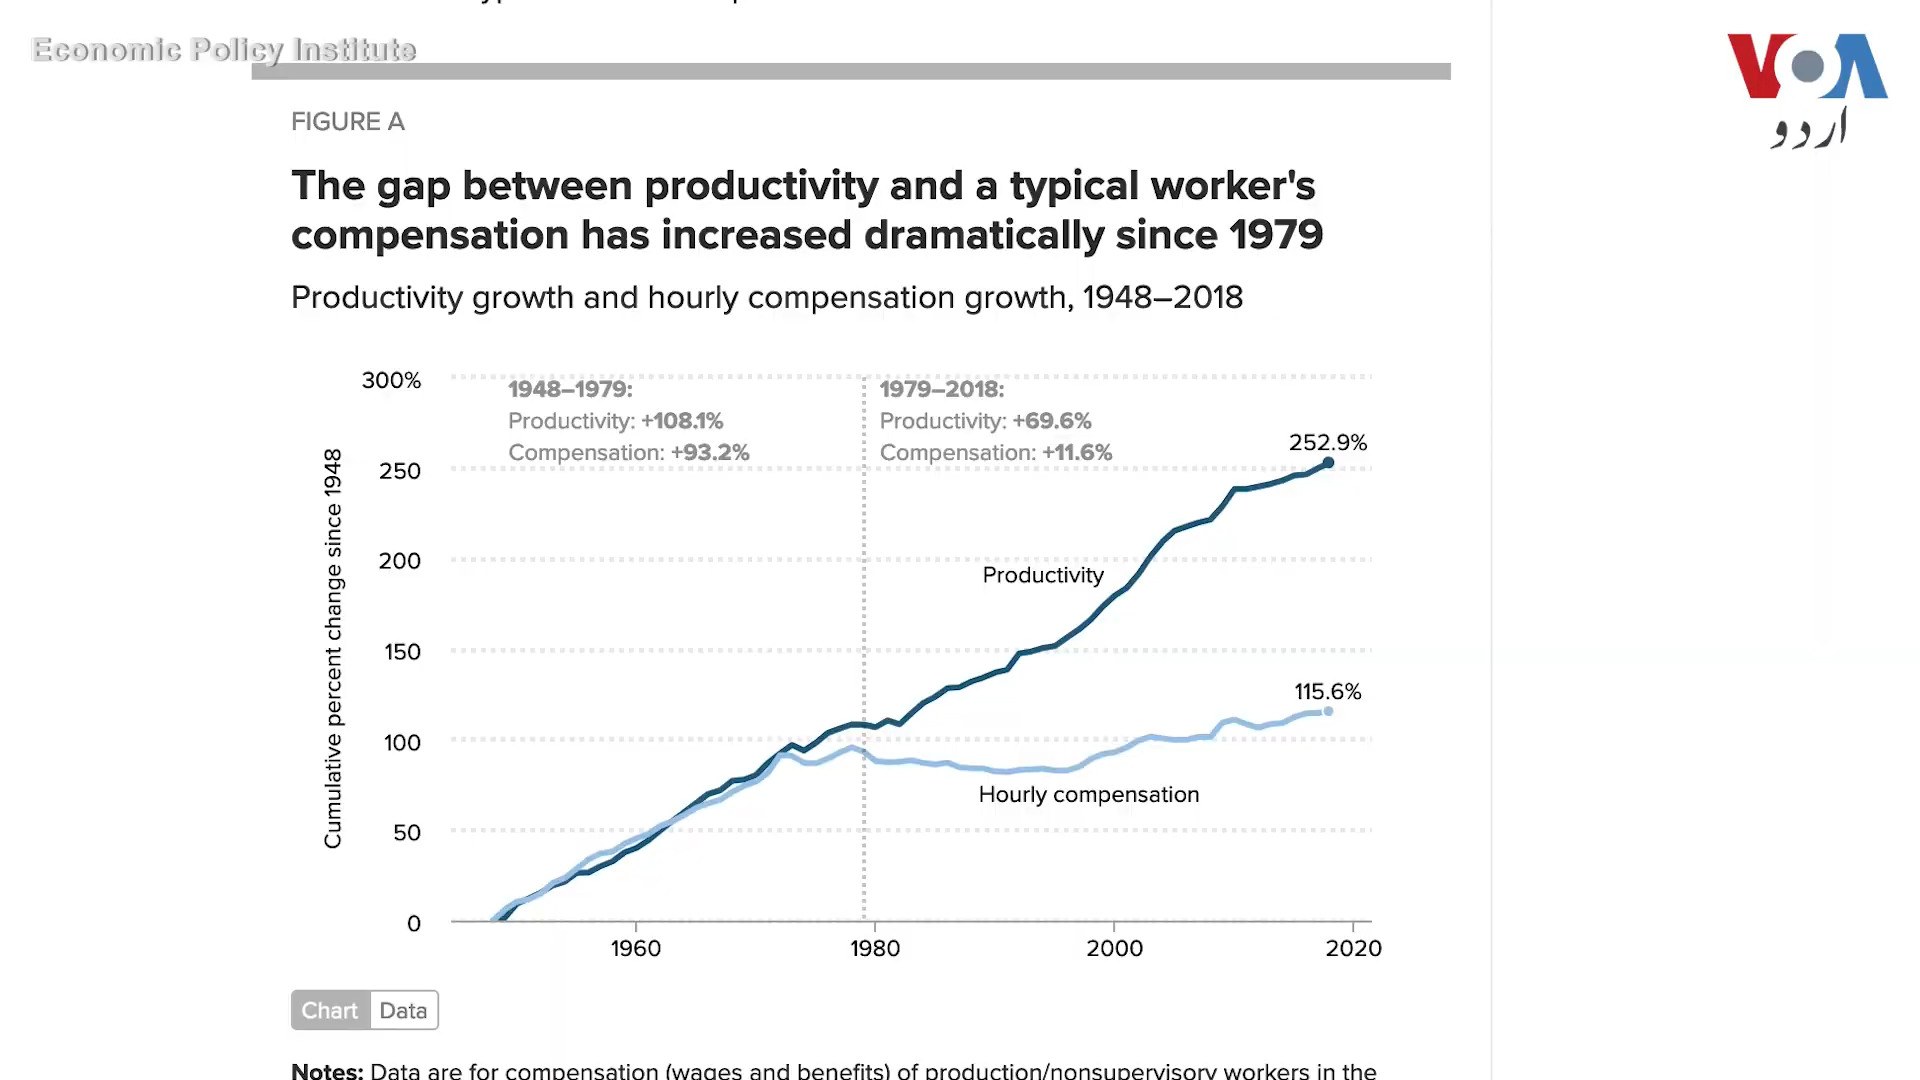 Economic Policy Institute
VOA
اردو
FIGURE A
The gap between productivity and a typical worker's
compensation has increased dramatically since 1979
Productivity growth and hourly compensation growth, 1948–2018
Cumulative percent change since 1948
300%
250
200
150
100
50
0
1948–1979:
Productivity: +108.1%
Compensation: +93.2%
1979–2018:
Productivity: +69.6%
Compensation: +11.6%
252.9%
Productivity
115.6%
Hourly compensation
1960
1980
2000
2020
Chart
Data
Notes: Data are for compensation (wages and benefits) of production/nonsupervisory workers in the